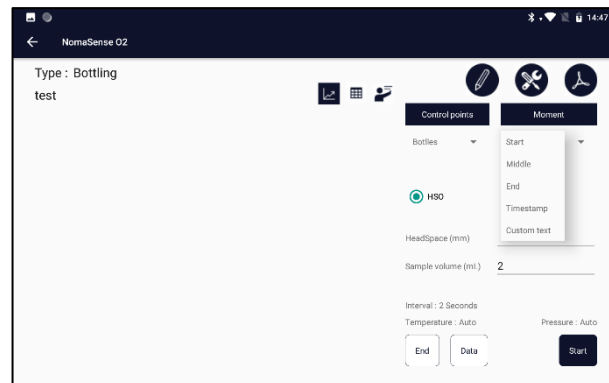 14:47
NomaSense O2
Type : Bottling
test
Control points
Moment
Botlles
Start
Middle
End
Timestamp
Custom text
HSO
HeadSpace (mm)
Sample volume (ml.)
2
Interval : 2 Seconds
Temperature : Auto
Pressure : Auto
End
Data
Start